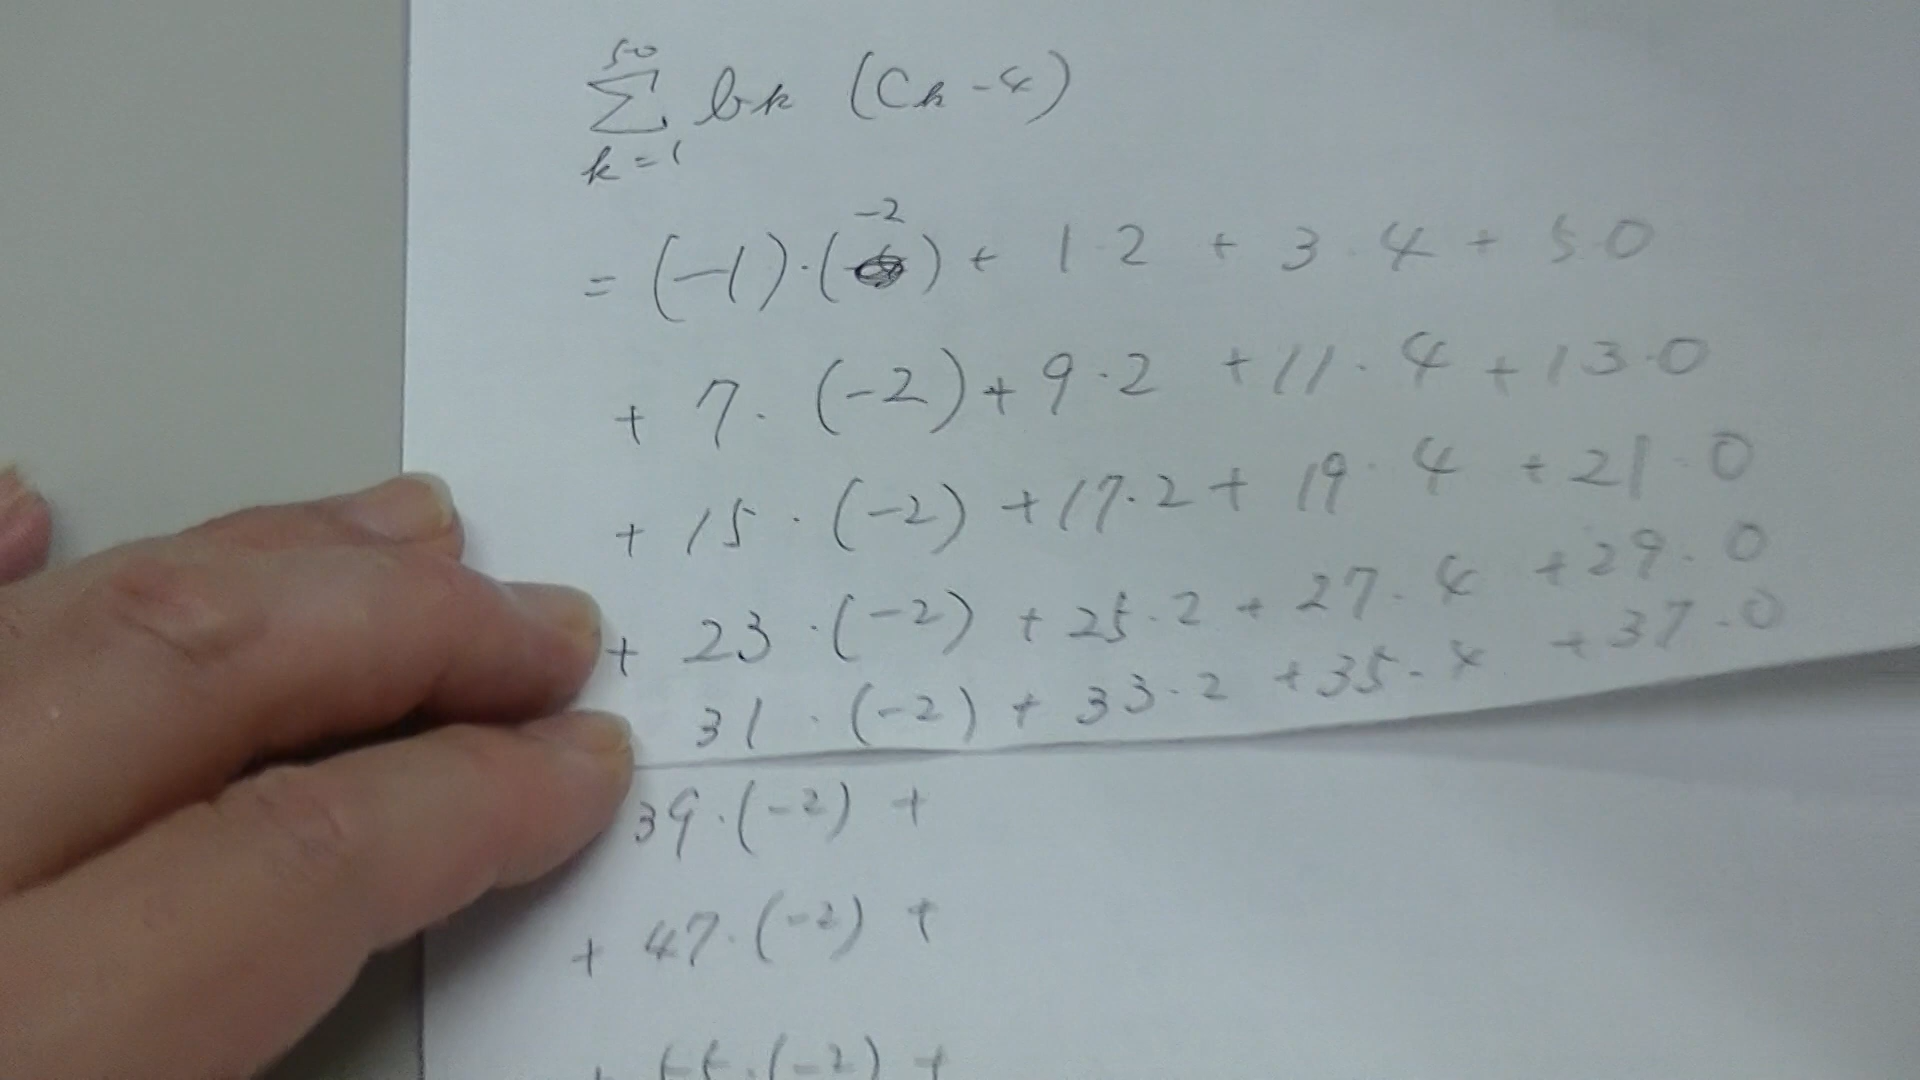 50
Σ bk (Ck -4)
k=1
-2
= (-1)·( ) + 1·2 + 3·4 + 5·0
+ 7·(-2) + 9·2 + 11·4 + 13·0
+ 15·(-2) + 17·2 + 19·4 + 21·0
+ 23·(-2) + 25·2 + 27·4 + 29·0
31·(-2) + 33·2 + 35·4 + 37·0
39·(-2) +
+ 47·(-2) +
·(-2) +